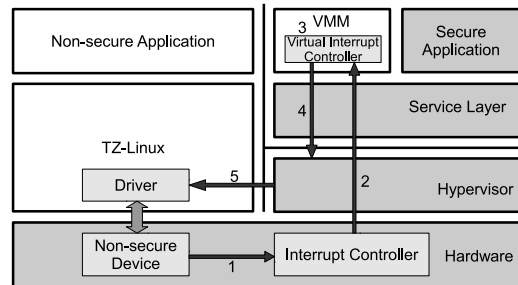 Non-secure Application
3
VMM
Virtual Interrupt
Controller
Secure
Application
4
Service Layer
TZ-Linux
Driver
5
2
Hypervisor
Non-secure
Device
1
Interrupt Controller
Hardware